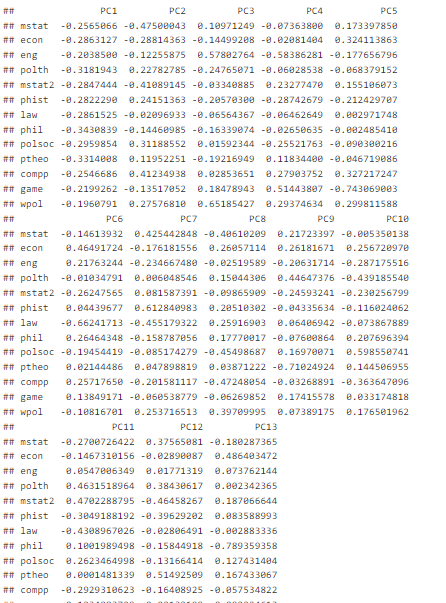 ## PC1 PC2 PC3 PC4 PC5
## mstat -0.2565066 -0.47500043 0.10971249 -0.07363800 0.173397850
## econ -0.2863127 -0.28814363 -0.14499208 -0.02081404 0.324113863
## eng -0.2038500 -0.12255875 0.57802764 -0.58386281 -0.177656796
## polth -0.3181943 0.22782785 -0.24765071 -0.06028538 -0.068379152
## mstat2 -0.2847444 -0.41089145 -0.03340885 0.23277470 0.155106073
## phist -0.2822290 0.24151363 -0.20570300 -0.28742679 -0.212429707
## law -0.2861525 -0.02096933 -0.06564367 -0.06462649 0.002971748
## phil -0.3430839 -0.14460985 -0.16339074 -0.02650635 -0.002485410
## polsoc -0.2959854 0.31188552 0.01592344 -0.25521763 -0.090300216
## ptheo -0.3314008 0.11952251 -0.19216949 0.11834400 -0.046719086
## compp -0.2546686 0.41234938 0.02853651 0.27903752 0.327217247
## game -0.2199262 -0.13517052 0.18478943 0.51443807 -0.743069003
## wpol -0.1960791 0.27576810 0.65185427 0.29374634 0.299811588
## PC6 PC7 PC8 PC9 PC10
## mstat -0.14613932 0.425442848 -0.40610209 0.21723397 -0.005350138
## econ 0.46491724 -0.176181556 0.26057114 0.26181671 0.256720970
## eng 0.21763244 -0.234667480 -0.02519589 -0.20631714 -0.287175516
## polth -0.01034791 0.006048546 0.15044306 0.44647376 -0.439185540
## mstat2 -0.26247565 0.081587391 -0.09865909 -0.24593241 -0.230256799
## phist 0.04439677 0.612840983 0.20510302 -0.04335634 -0.116024062
## law -0.66241713 -0.455179322 0.25916903 0.06406942 -0.073867889
## phil 0.26464348 -0.158787056 0.17770017 -0.07600864 0.207696394
## polsoc -0.19454419 -0.085174279 -0.45498687 0.16970071 0.598550741
## ptheo 0.02144486 0.047898819 0.03871222 -0.71024924 0.144506955
## compp 0.25717650 -0.201581117 -0.47248054 -0.03268891 -0.363647096
## game 0.13849171 -0.060538779 -0.06269852 0.17415578 0.033174818
## wpol -0.10816701 0.253716513 0.39709995 0.07389175 0.176501962
## PC11 PC12 PC13
## mstat -0.2700726422 0.37565081 -0.180287365
## econ -0.1467310156 -0.02890087 0.486403472
## eng 0.0547006349 0.01771319 0.073762144
## polth 0.4631518964 0.38430617 0.002342365
## mstat2 0.4702288795 -0.46458267 0.187066644
## phist -0.3049188192 -0.39629202 0.083588993
## law -0.4308967026 -0.02806491 -0.002883336
## phil 0.1001989498 -0.15844918 -0.789359358
## polsoc 0.2623464998 -0.13166414 0.127431404
## ptheo 0.0001481339 0.51492509 0.167433067
## compp -0.2929310623 -0.16408925 -0.057534822